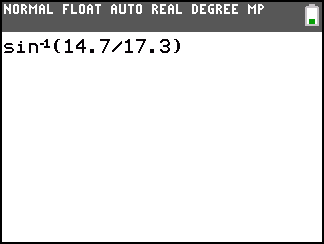 NORMAL FLOAT AUTO REAL DEGREE MP
sin⁻¹(14.7/17.3)